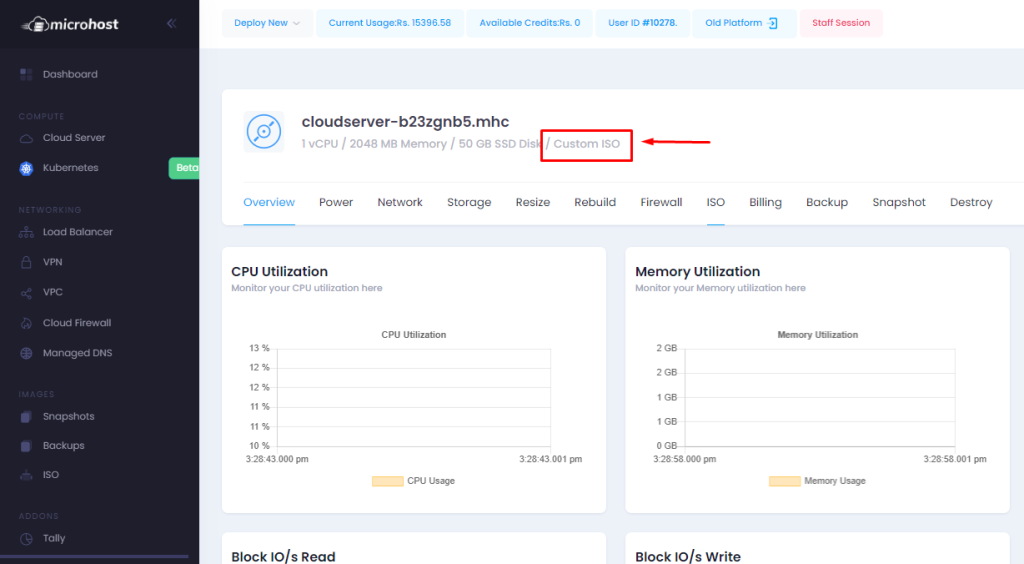 microhost
Deploy New
Current Usage:Rs. 15396.58
Available Credits:Rs. 0
User ID #10278.
Old Platform
Staff Session
Dashboard
COMPUTE
Cloud Server
Kubernetes
Beta
NETWORKING
Load Balancer
VPN
VPC
Cloud Firewall
Managed DNS
IMAGES
Snapshots
Backups
ISO
ADDONS
Tally
cloudserver-b23zgnb5.mhc
1 vCPU / 2048 MB Memory / 50 GB SSD Disk / Custom ISO
Overview Power Network Storage Resize Rebuild Firewall ISO Billing Backup Snapshot Destroy
CPU Utilization
Monitor your CPU utilization here
CPU Utilization
13 %
12 %
12 %
11 %
11 %
10 %
3:28:43.000 pm 3:28:43.001 pm
CPU Usage
Memory Utilization
Monitor your Memory utilization here
Memory Utilization
2 GB
2 GB
1 GB
1 GB
0 GB
3:28:58.000 pm 3:28:58.001 pm
Memory Usage
Block IO/s Read
Block IO/s Write